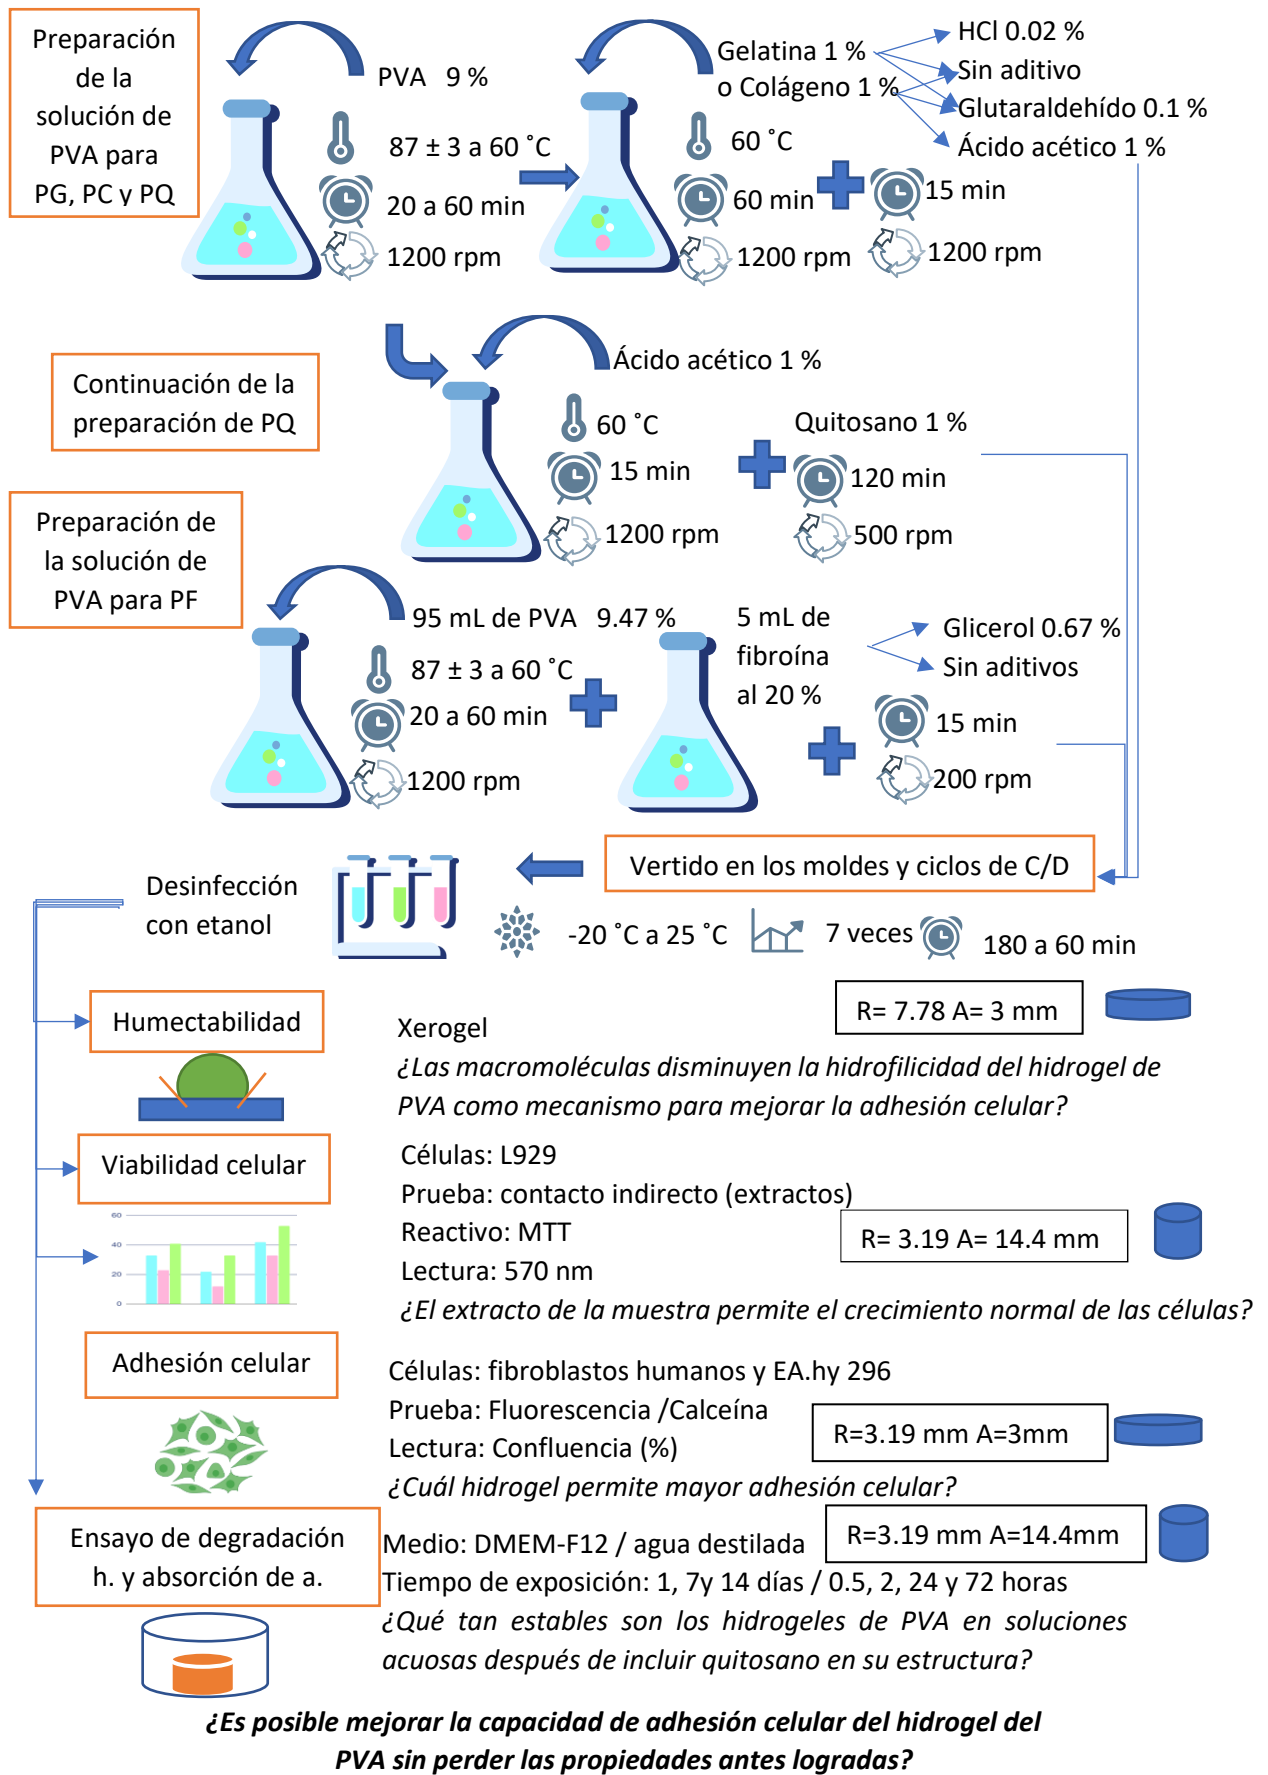 Preparación
de la
solución de
PVA para
PG, PC y PQ
PVA 9 %
87 ± 3 a 60 ˚C
20 a 60 min
1200 rpm
Gelatina 1 %
o Colágeno 1 %
60 ˚C
60 min
1200 rpm
HCl 0.02 %
Sin aditivo
Glutaraldehído 0.1 %
Ácido acético 1 %
15 min
1200 rpm
Continuación de la
preparación de PQ
Ácido acético 1 %
60 ˚C
15 min
1200 rpm
Quitosano 1 %
120 min
500 rpm
Preparación de
la solución de
PVA para PF
95 mL de PVA 9.47 %
87 ± 3 a 60 ˚C
20 a 60 min
1200 rpm
5 mL de
fibroína
al 20 %
Glicerol 0.67 %
Sin aditivos
15 min
200 rpm
Vertido en los moldes y ciclos de C/D
Desinfección
con etanol
-20 ˚C a 25 ˚C
7 veces
180 a 60 min
Humectabilidad
R= 7.78 A= 3 mm
Xerogel
¿Las macromoléculas disminuyen la hidrofilicidad del hidrogel de
PVA como mecanismo para mejorar la adhesión celular?
Viabilidad celular
60
40
20
0
Células: L929
Prueba: contacto indirecto (extractos)
Reactivo: MTT
Lectura: 570 nm
R= 3.19 A= 14.4 mm
¿El extracto de la muestra permite el crecimiento normal de las células?
Adhesión celular
Células: fibroblastos humanos y EA.hy 296
Prueba: Fluorescencia /Calceína
Lectura: Confluencia (%)
R=3.19 mm A=3mm
¿Cuál hidrogel permite mayor adhesión celular?
Ensayo de degradación
h. y absorción de a.
Medio: DMEM-F12 / agua destilada
R=3.19 mm A=14.4mm
Tiempo de exposición: 1, 7y 14 días / 0.5, 2, 24 y 72 horas
¿Qué tan estables son los hidrogeles de PVA en soluciones
acuosas después de incluir quitosano en su estructura?
¿Es posible mejorar la capacidad de adhesión celular del hidrogel del
PVA sin perder las propiedades antes logradas?